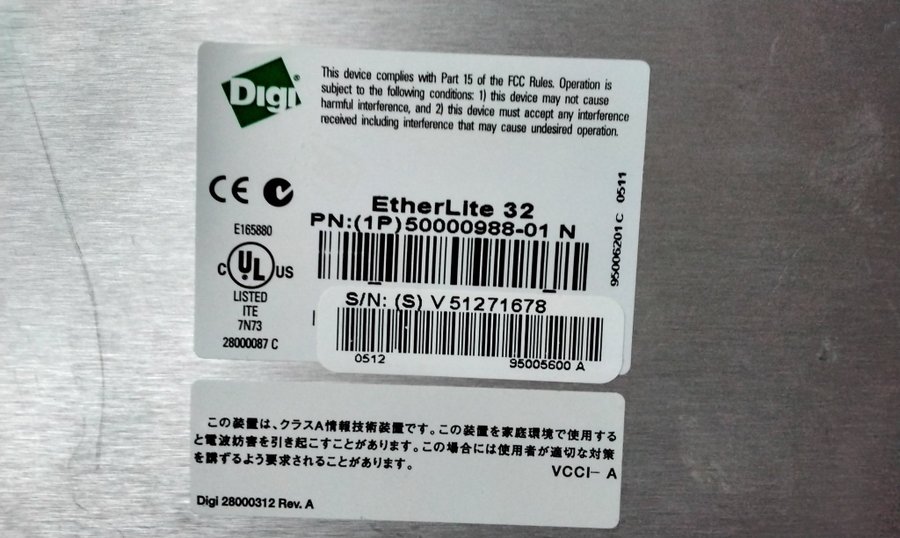 Digi®
This device complies with Part 15 of the FCC Rules. Operation is
subject to the following conditions: 1) this device may not cause
harmful interference, and 2) this device must accept any interference
received including interference that may cause undesired operation.
CE
EtherLite 32
PN:(1P)50000988-01 N
95006201 C 0511
E165880
C UL US
LISTED
ITE
7N73
28000087 C
S/N: (S) V 51271678
0512 95005600 A
この装置は、クラスA情報技術装置です。この装置を家庭環境で使用する
と電波妨害を引き起こすことがあります。この場合には使用者が適切な対策
を講ずるよう要求されることがあります。
VCCI- A
Digi 28000312 Rev. A